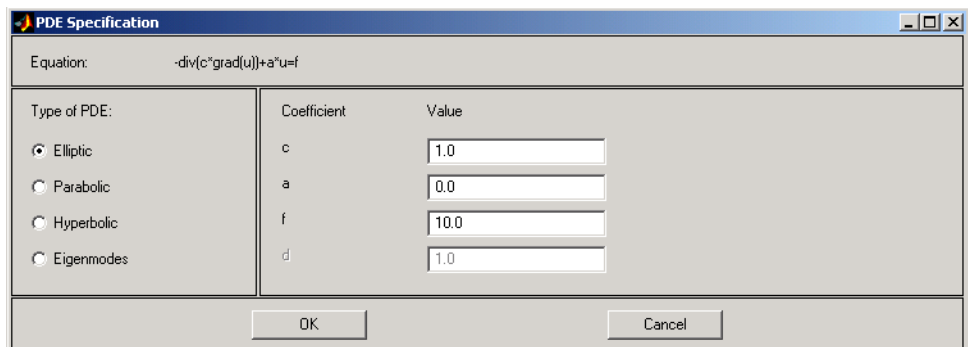 PDE Specification
Equation: -div(c*grad(u))+a*u=f
Type of PDE:
Elliptic
Parabolic
Hyperbolic
Eigenmodes
Coefficient Value
c 1.0
a 0.0
f 10.0
d 1.0
OK Cancel